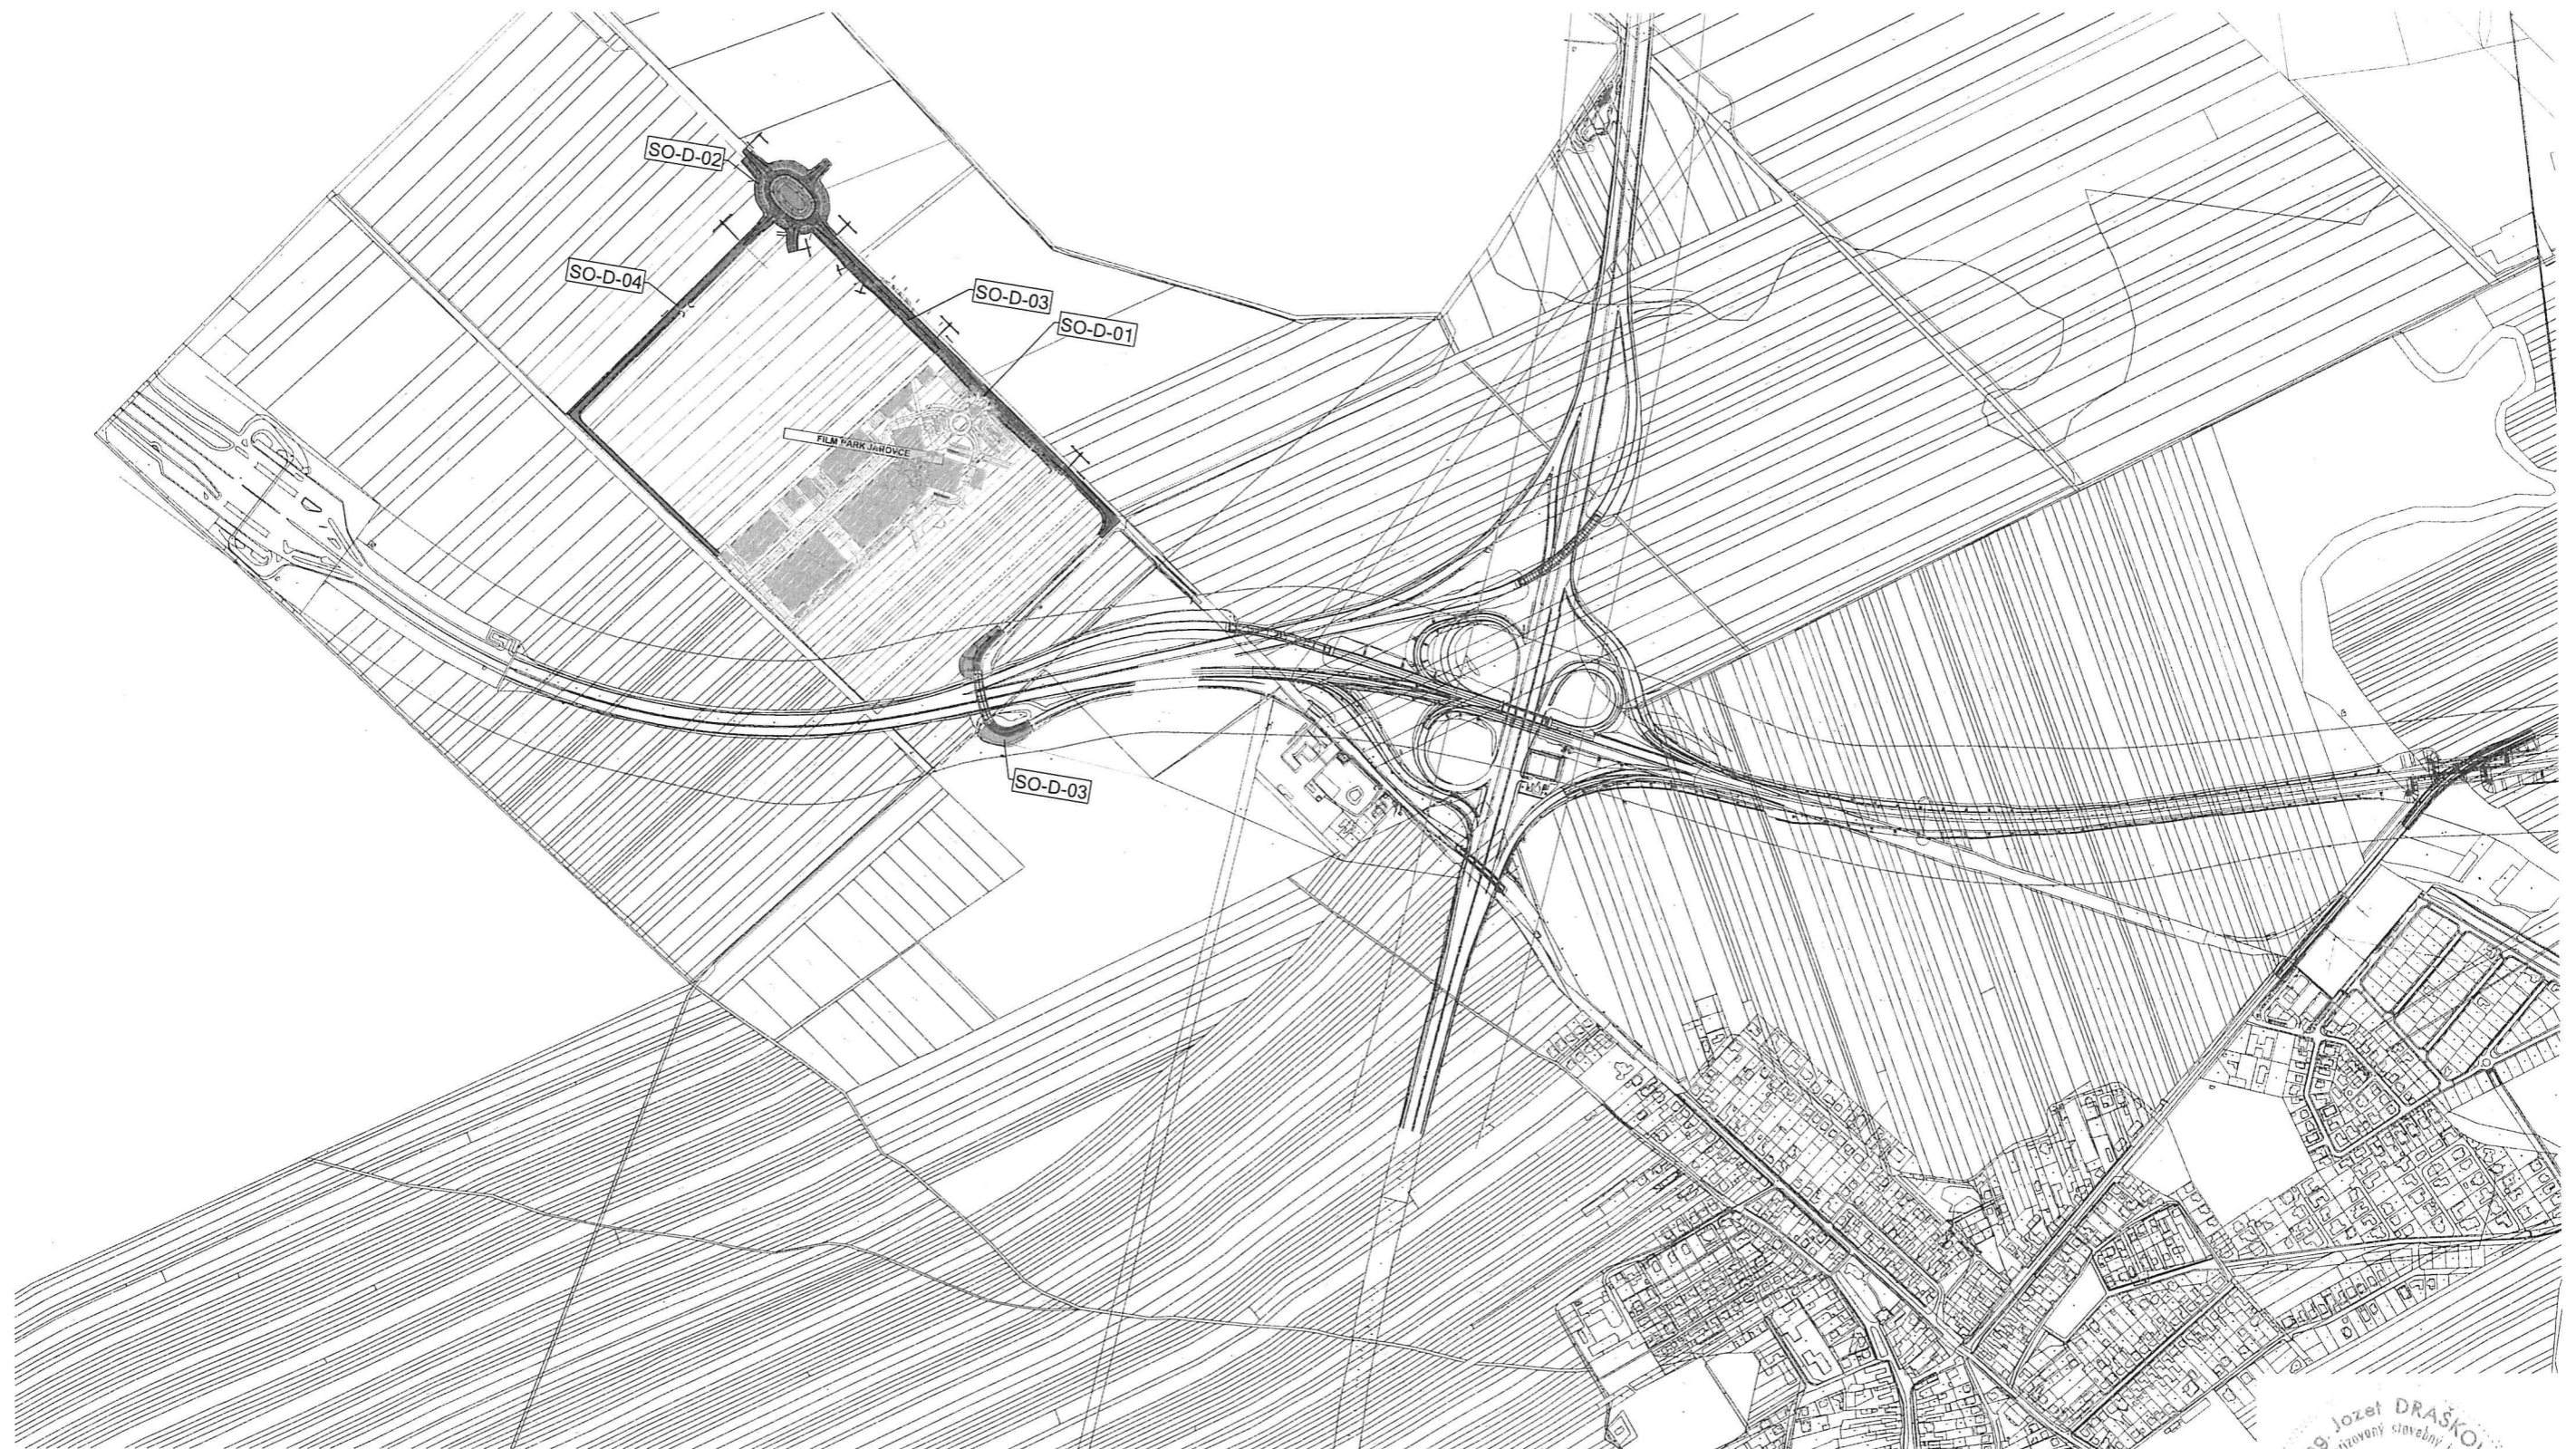 SO-D-02
SO-D-04
SO-D-03
SO-D-01
FILM PARK JAROVCE
SO-D-03
Jozef DRAŠKO